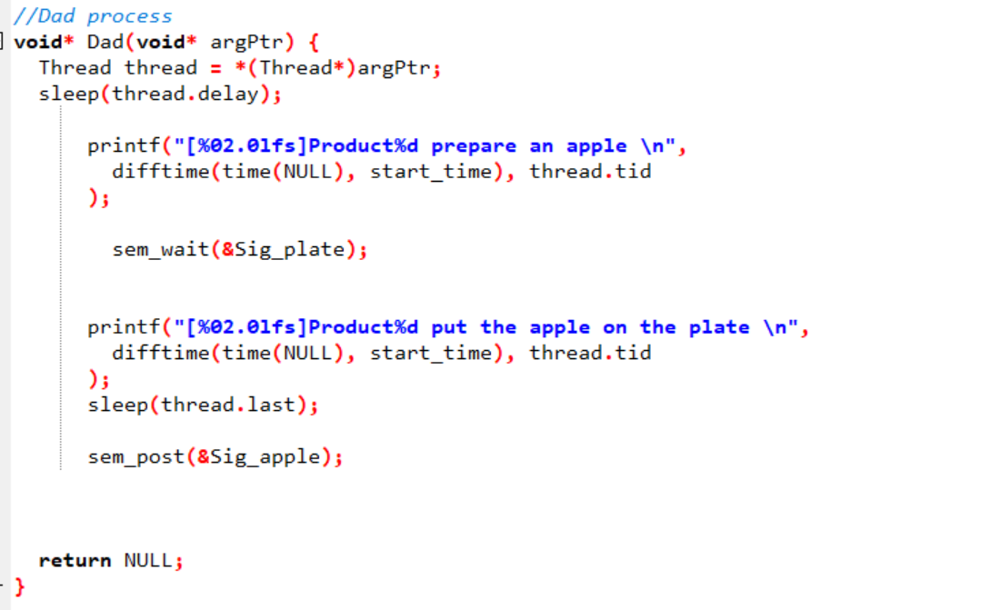 //Dad process
void* Dad(void* argPtr) {
Thread thread = *(Thread*)argPtr;
sleep(thread.delay);
printf("[%02.0lfs]Product%d prepare an apple \n",
difftime(time(NULL), start_time), thread.tid
);
sem_wait(&Sig_plate);
printf("[%02.0lfs]Product%d put the apple on the plate \n",
difftime(time(NULL), start_time), thread.tid
);
sleep(thread.last);
sem_post(&Sig_apple);
return NULL;
}